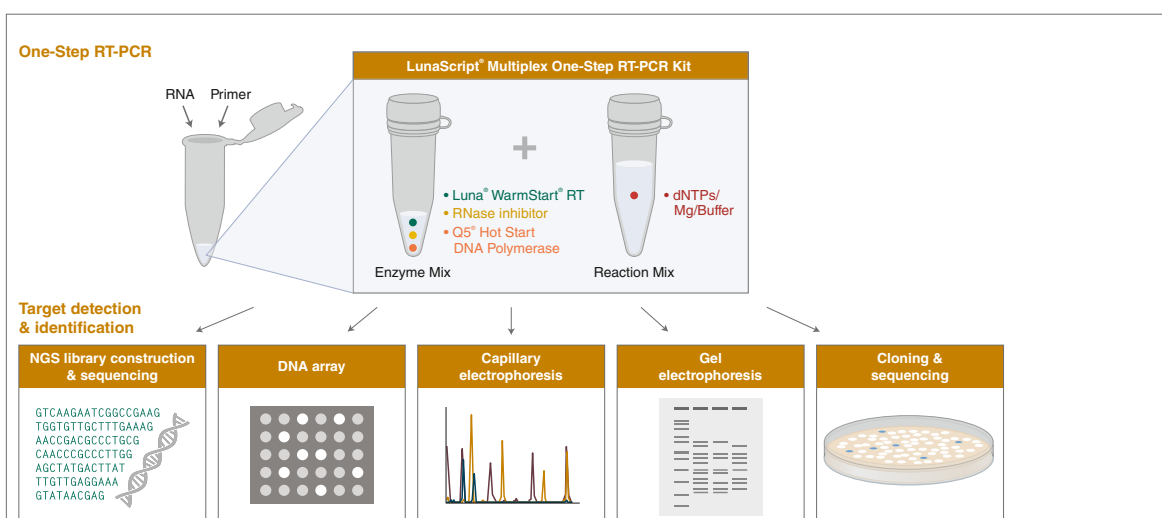 One-Step RT-PCR
LunaScript® Multiplex One-Step RT-PCR Kit
RNA Primer
• Luna® WarmStart® RT
• RNase inhibitor
• Q5® Hot Start
DNA Polymerase
• dNTPs/
Mg/Buffer
Enzyme Mix
Reaction Mix
Target detection
& identification
NGS library construction
& sequencing
DNA array
Capillary
electrophoresis
Gel
electrophoresis
Cloning &
sequencing
GTCAAGAATCGGCCGAAG
TGGTGTTGCTTTGAAAG
AACCGACGCCCTGCG
CAACCCGCCCTTGG
AGCTATGACTTAT
TTGTTGAGGAAA
GTATAACGAG